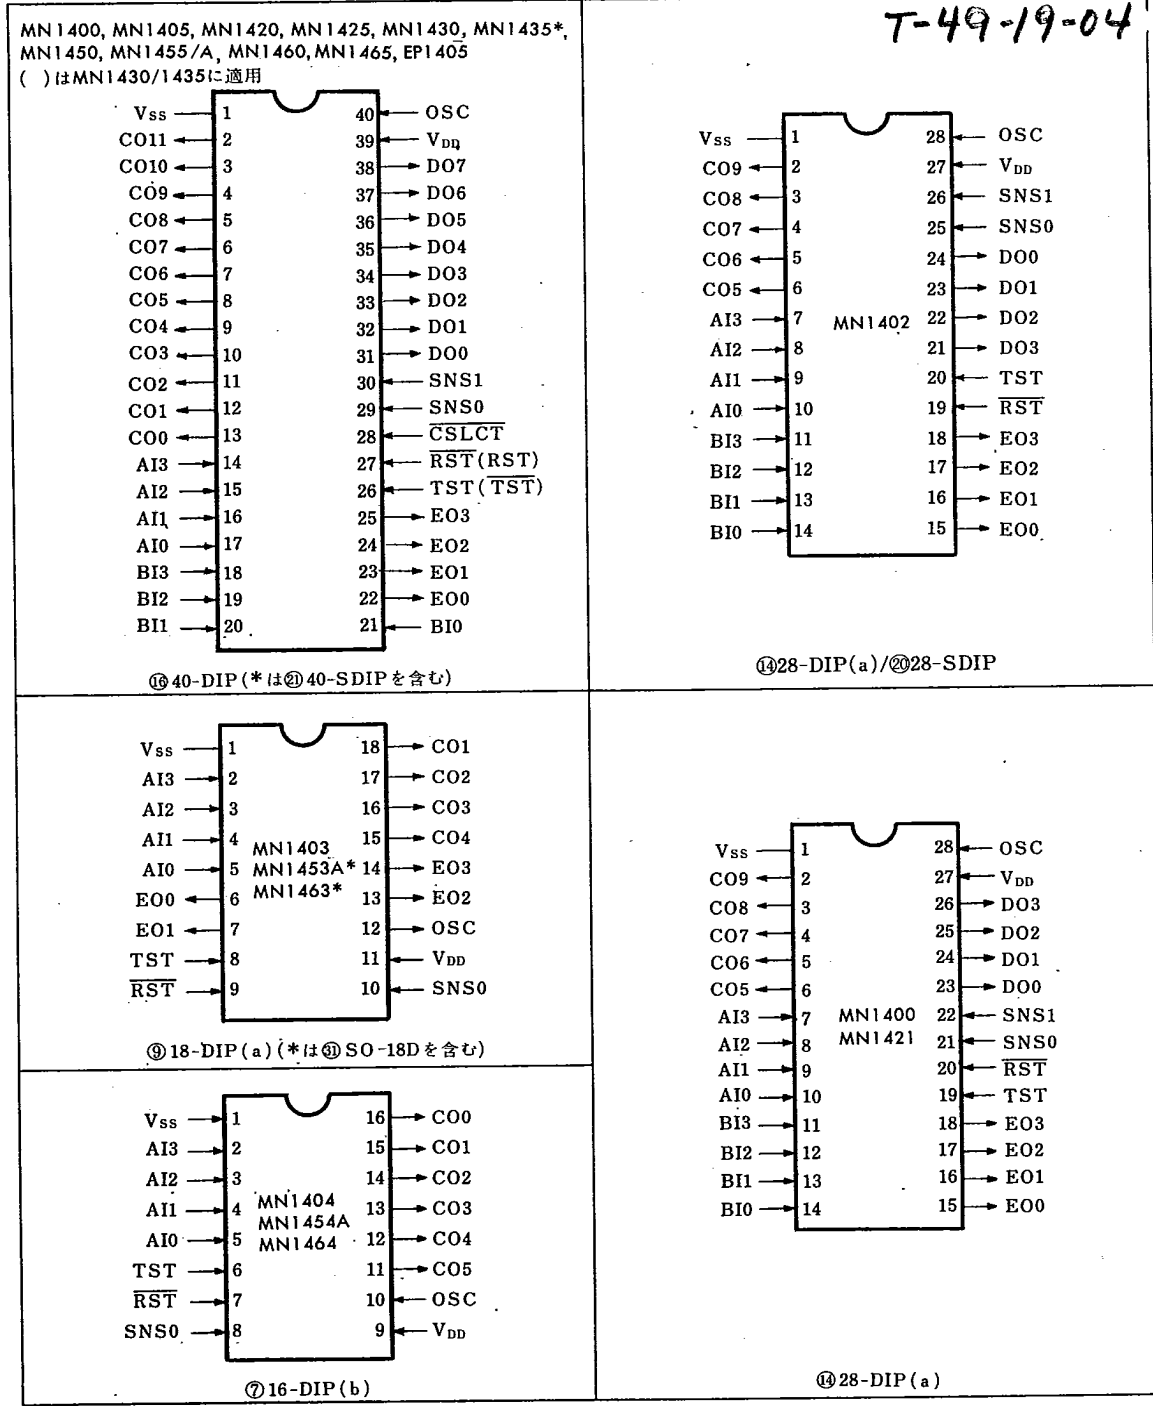 T-49-19-04
MN1400, MN1405, MN1420, MN1425, MN1430, MN1435*,
MN1450, MN1455/A, MN1460, MN1465, EP1405
( )はMN1430/1435に適用
Vss 1 40 OSC
CO11 2 39 VDD
CO10 3 38 DO7
CO9 4 37 DO6
CO8 5 36 DO5
CO7 6 35 DO4
CO6 7 34 DO3
CO5 8 33 DO2
CO4 9 32 DO1
CO3 10 31 DO0
CO2 11 30 SNS1
CO1 12 29 SNS0
CO0 13 28 CSLCT
AI3 14 27 RST(RST)
AI2 15 26 TST(TST)
AI1 16 25 EO3
AI0 17 24 EO2
BI3 18 23 EO1
BI2 19 22 EO0
BI1 20 21 BI0
⑯40-DIP(*は㉑40-SDIPを含む)
Vss 1 28 OSC
CO9 2 27 VDD
CO8 3 26 SNS1
CO7 4 25 SNS0
CO6 5 24 DO0
CO5 6 23 DO1
AI3 7 MN1402 22 DO2
AI2 8 21 DO3
AI1 9 20 TST
AI0 10 19 RST
BI3 11 18 EO3
BI2 12 17 EO2
BI1 13 16 EO1
BI0 14 15 EO0
⑭28-DIP(a)/⑳28-SDIP
Vss 1 18 CO1
AI3 2 17 CO2
AI2 3 16 CO3
AI1 4 15 CO4
MN1403
AI0 5 MN1453A* 14 EO3
EO0 6 MN1463* 13 EO2
EO1 7 12 OSC
TST 8 11 VDD
RST 9 10 SNS0
⑨18-DIP(a)(*は㉛SO-18Dを含む)
Vss 1 16 CO0
AI3 2 15 CO1
AI2 3 14 CO2
MN1404
AI1 4 13 CO3
MN1454A
AI0 5 MN1464 12 CO4
TST 6 11 CO5
RST 7 10 OSC
SNS0 8 9 VDD
⑦16-DIP(b)
Vss 1 28 OSC
CO9 2 27 VDD
CO8 3 26 DO3
CO7 4 25 DO2
CO6 5 24 DO1
CO5 6 23 DO0
AI3 7 MN1400 22 SNS1
AI2 8 MN1421 21 SNS0
AI1 9 20 RST
AI0 10 19 TST
BI3 11 18 EO3
BI2 12 17 EO2
BI1 13 16 EO1
BI0 14 15 EO0
⑭28-DIP(a)